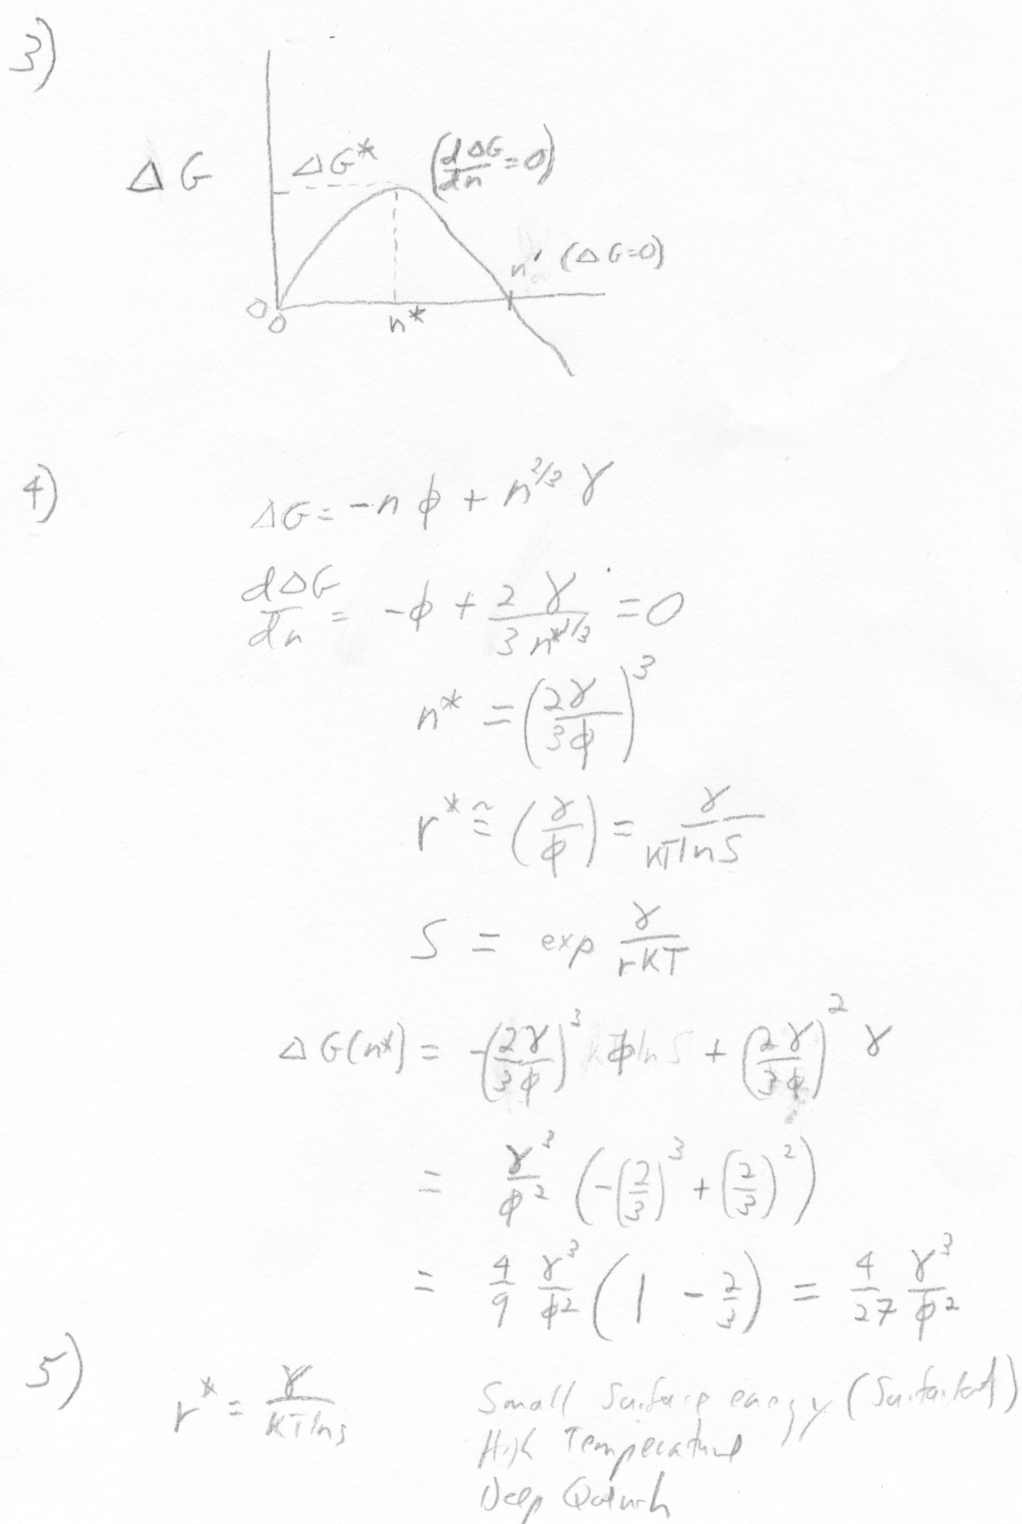 3)
ΔG
ΔG* (dΔG/dn = 0)
n' (ΔG=0)
0
0 n*
4)
ΔG = -n ϕ + n^{2/3} γ
dΔG/dn = -ϕ + 2γ/(3 n*^{1/3}) = 0
n* = (2γ/3ϕ)^3
r* ≅ (γ/ϕ) = γ/(kT ln S)
S = exp γ/(rkT)
ΔG(n*) = -(2γ/3ϕ)^3 ϕ + (2γ/3ϕ)^2 γ
= γ^3/ϕ^2 (-(2/3)^3 + (2/3)^2)
= 4/9 γ^3/ϕ^2 (1 - 2/3) = 4/27 γ^3/ϕ^2
5)
r* = γ/(kT ln S) Small Surface energy (Surfactant)
High Temperature
Deep Quench